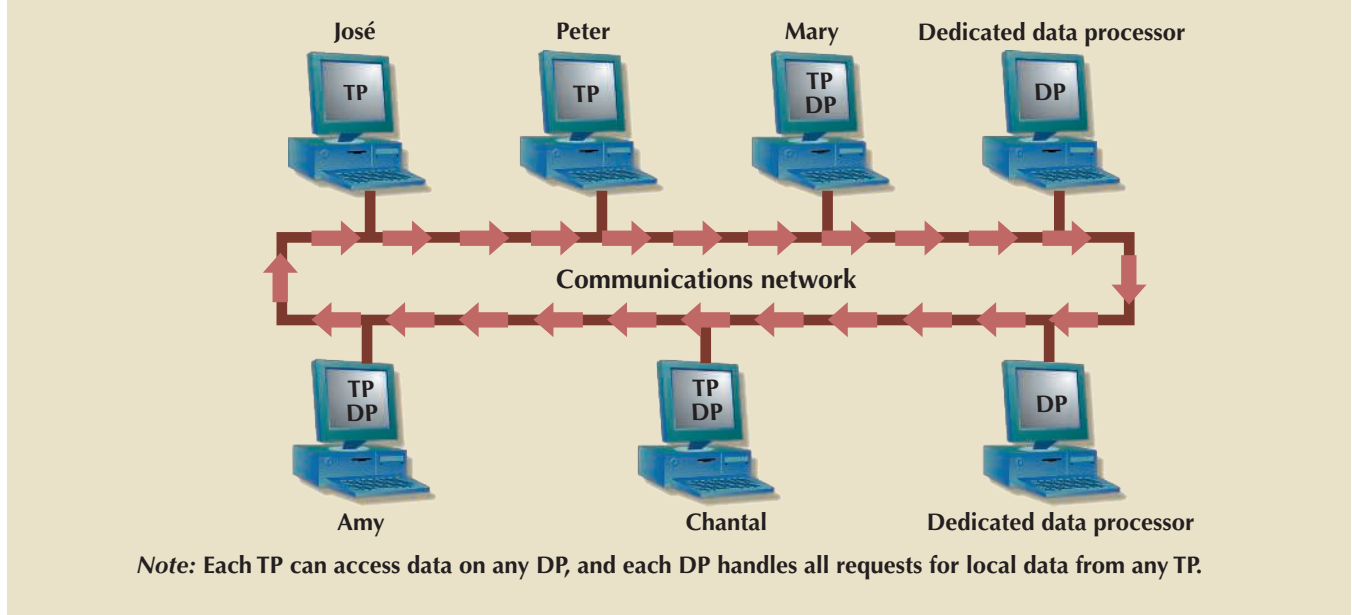 José
Peter
Mary
Dedicated data processor
TP
TP
TP
DP
DP
Communications network
TP
DP
TP
DP
DP
Amy
Chantal
Dedicated data processor
Note: Each TP can access data on any DP, and each DP handles all requests for local data from any TP.